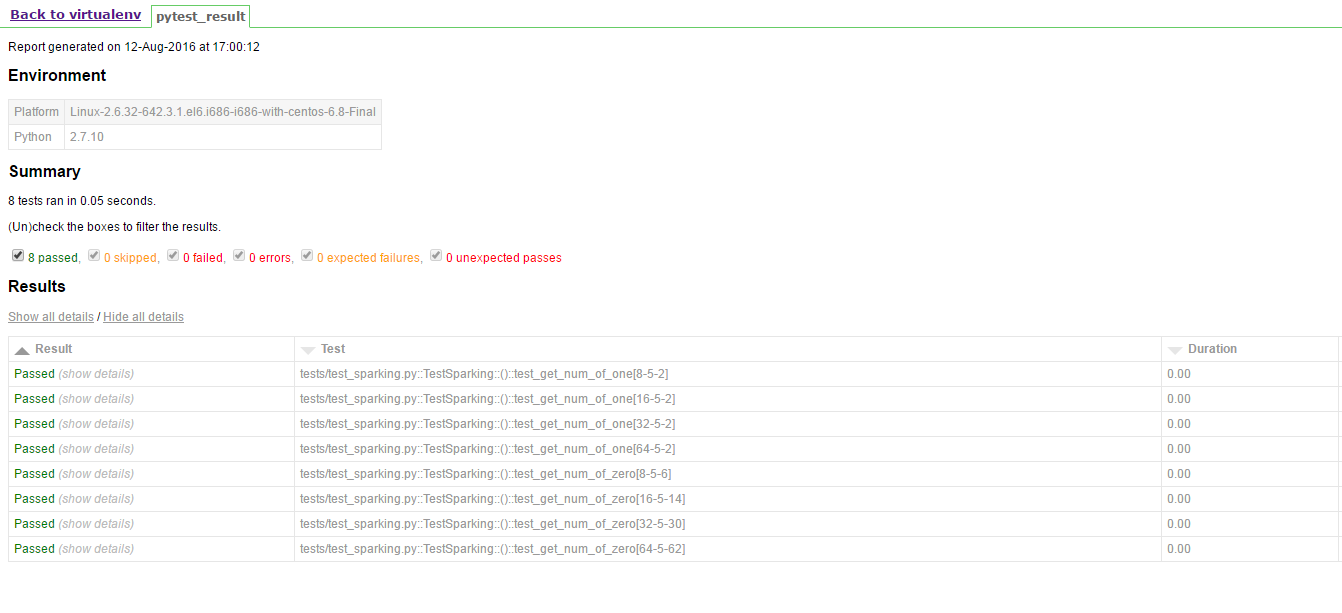 Back to virtualenv pytest_result
Report generated on 12-Aug-2016 at 17:00:12
Environment
Platform Linux-2.6.32-642.3.1.el6.i686-i686-with-centos-6.8-Final
Python 2.7.10
Summary
8 tests ran in 0.05 seconds.
(Un)check the boxes to filter the results.
8 passed, 0 skipped, 0 failed, 0 errors, 0 expected failures, 0 unexpected passes
Results
Show all details / Hide all details
Result Test Duration
Passed (show details) tests/test_sparking.py::TestSparking::()::test_get_num_of_one[8-5-2] 0.00
Passed (show details) tests/test_sparking.py::TestSparking::()::test_get_num_of_one[16-5-2] 0.00
Passed (show details) tests/test_sparking.py::TestSparking::()::test_get_num_of_one[32-5-2] 0.00
Passed (show details) tests/test_sparking.py::TestSparking::()::test_get_num_of_one[64-5-2] 0.00
Passed (show details) tests/test_sparking.py::TestSparking::()::test_get_num_of_zero[8-5-6] 0.00
Passed (show details) tests/test_sparking.py::TestSparking::()::test_get_num_of_zero[16-5-14] 0.00
Passed (show details) tests/test_sparking.py::TestSparking::()::test_get_num_of_zero[32-5-30] 0.00
Passed (show details) tests/test_sparking.py::TestSparking::()::test_get_num_of_zero[64-5-62] 0.00